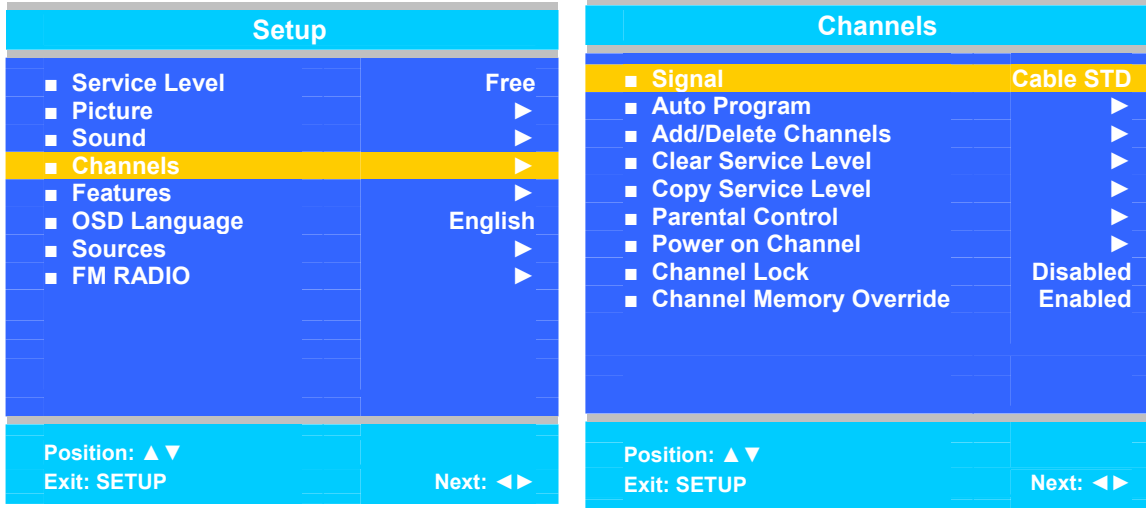 Setup
■ Service Level Free
■ Picture ►
■ Sound ►
■ Channels ►
■ Features ►
■ OSD Language English
■ Sources ►
■ FM RADIO ►
Position: ▲▼
Exit: SETUP Next: ◄►
Channels
■ Signal Cable STD
■ Auto Program ►
■ Add/Delete Channels ►
■ Clear Service Level ►
■ Copy Service Level ►
■ Parental Control ►
■ Power on Channel ►
■ Channel Lock Disabled
■ Channel Memory Override Enabled
Position: ▲▼
Exit: SETUP Next: ◄►